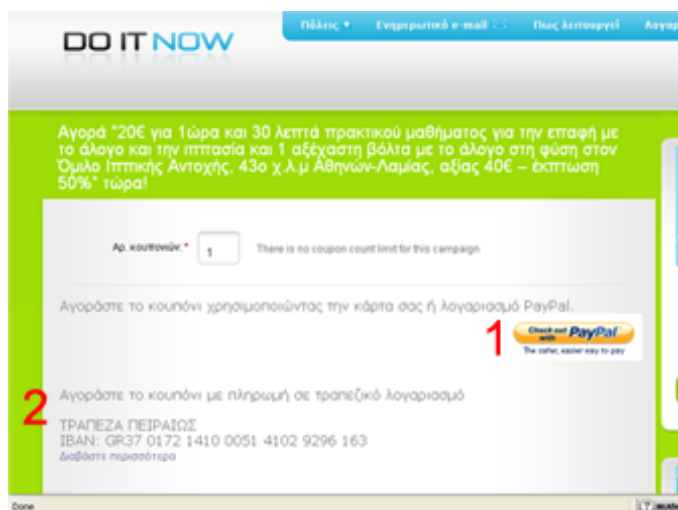 DO IT NOW
Πόλεις Ενημερωτικό e-mail Πως λειτουργεί
Αγορά "20€ για 1ώρα και 30 λεπτά πρακτικού μαθήματος για την επαφή με
το άλογο και την ιππασία και 1 αξέχαστη βόλτα με το άλογο στη φύση στον
Όμιλο Ιππικής Αντοχής, 43ο χ.λ.μ Αθηνών-Λαμίας, αξίας 40€ – έκπτωση
50%" τώρα!
Αρ. κουπονιών: * 1 There is no coupon count limit for this campaign
Αγοράστε το κουπόνι χρησιμοποιώντας την κάρτα σας ή λογαριασμό PayPal.
1
Check out with PayPal
The safer, easier way to pay
2
Αγοράστε το κουπόνι με πληρωμή σε τραπεζικό λογαριασμό
ΤΡΑΠΕΖΑ ΠΕΙΡΑΙΩΣ
IBAN: GR37 0172 1410 0051 4102 9296 163
Διαβάστε περισσότερα
Done